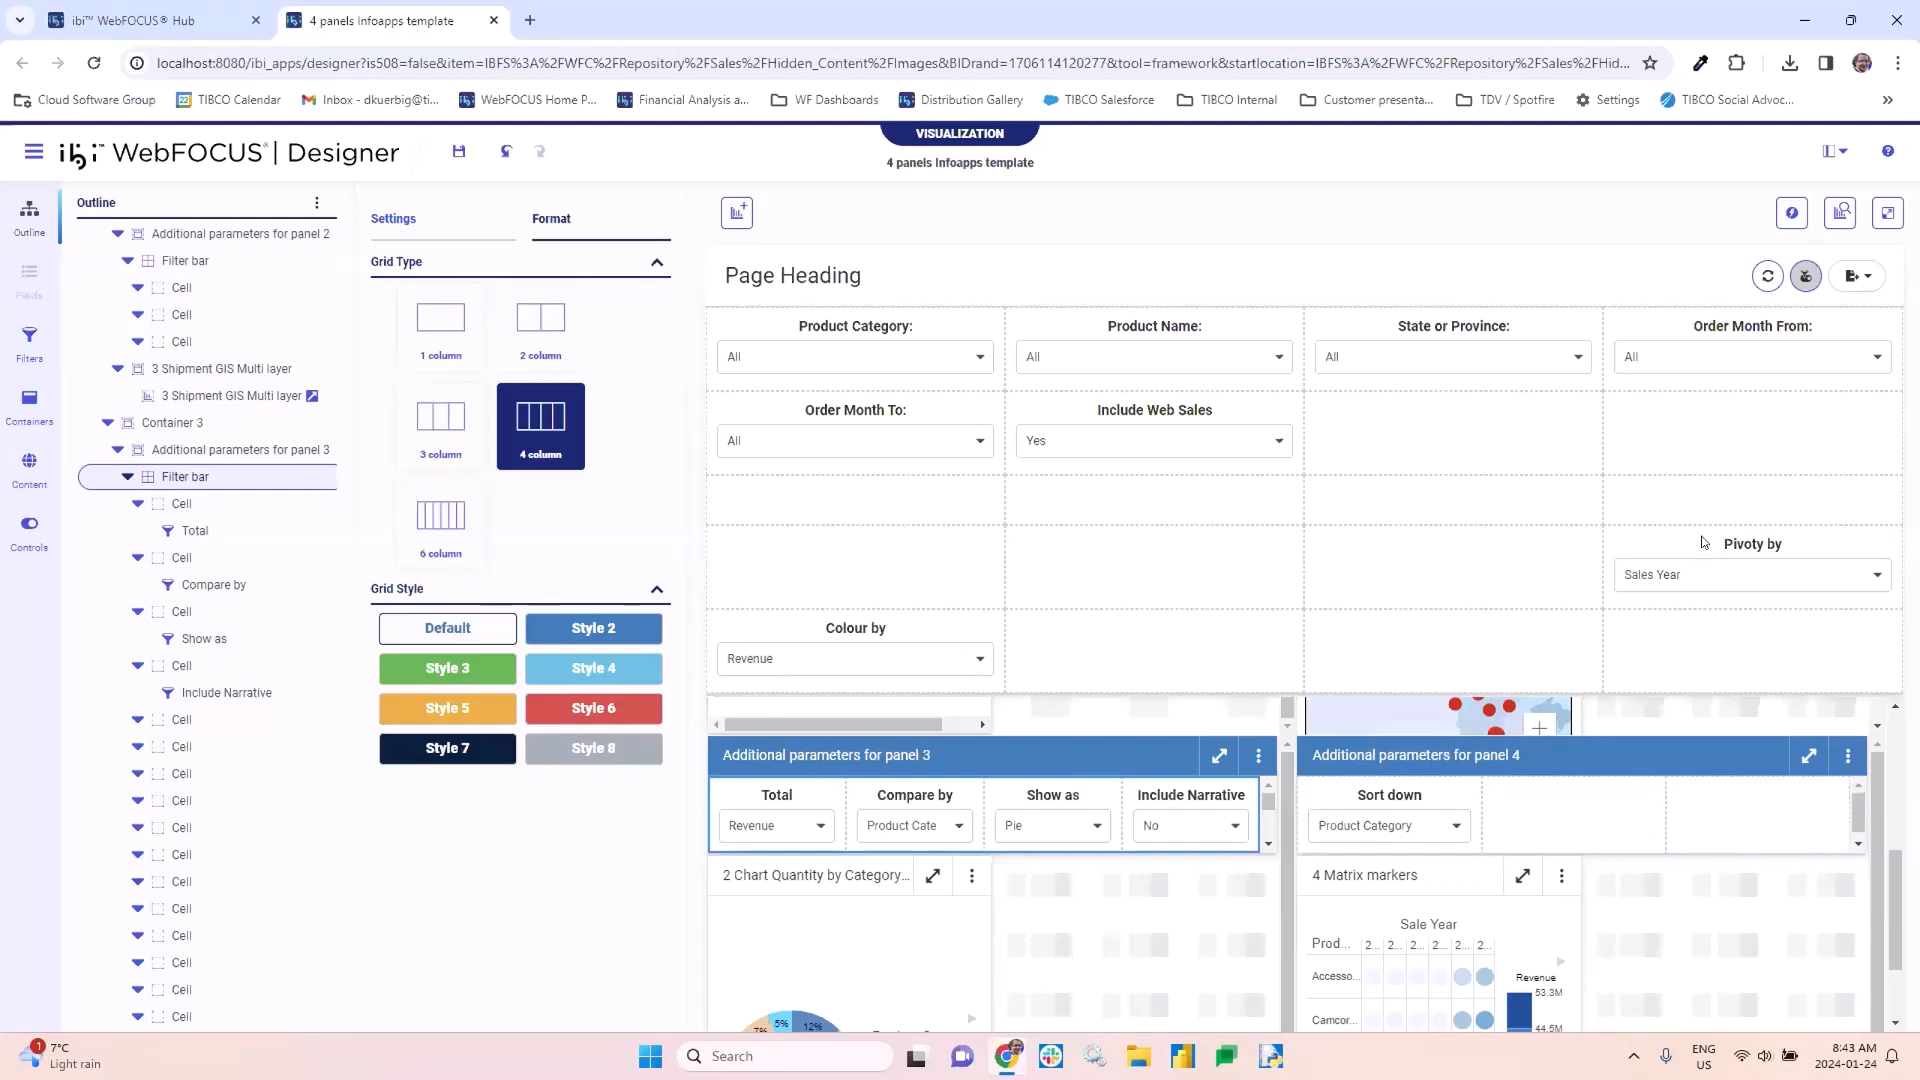 ibi™ WebFOCUS® Hub
4 panels Infoapps template
localhost:8080/ibi_apps/designer?is508=false&item=IBFS%3A%2FWFC%2FRepository%2FSales%2FHidden_Content%2FImages&BIDrand=1706114120277&tool=framework&startlocation=IBFS%3A%2FWFC%2FRepository%2FSales%2FHid...
Cloud Software Group
TIBCO Calendar
Inbox - dkuerbig@ti...
WebFOCUS Home P...
Financial Analysis a...
WF Dashboards
Distribution Gallery
TIBCO Salesforce
TIBCO Internal
Customer presenta...
TDV / Spotfire
Settings
TIBCO Social Advoc...
VISUALIZATION
ibi™ WebFOCUS® | Designer
4 panels Infoapps template
Outline
Fields
Filters
Containers
Content
Controls
Outline
Additional parameters for panel 2
Filter bar
Cell
Cell
Cell
3 Shipment GIS Multi layer
3 Shipment GIS Multi layer
Container 3
Additional parameters for panel 3
Filter bar
Cell
Total
Cell
Compare by
Cell
Show as
Cell
Include Narrative
Cell
Cell
Cell
Cell
Cell
Cell
Cell
Cell
Cell
Cell
Cell
Cell
Settings
Format
Grid Type
1 column
2 column
3 column
4 column
6 column
Grid Style
Default
Style 2
Style 3
Style 4
Style 5
Style 6
Style 7
Style 8
Page Heading
Product Category:
Product Name:
State or Province:
Order Month From:
All
All
All
All
Order Month To:
Include Web Sales
All
Yes
Pivoty by
Sales Year
Colour by
Revenue
Additional parameters for panel 3
Total
Compare by
Show as
Include Narrative
Revenue
Product Cate
Pie
No
2 Chart Quantity by Category...
7%
5%
12%
Additional parameters for panel 4
Sort down
Product Category
4 Matrix markers
Sale Year
Prod...
2...
2...
2...
2...
2...
2...
Accesso...
Camcor...
Revenue
53.3M
44.5M
1
7°C
Light rain
Search
ENG
US
8:43 AM
2024-01-24